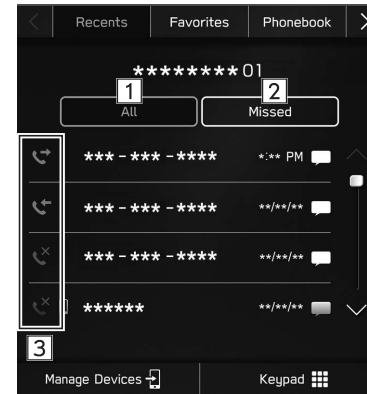 Recents Favorites Phonebook
********01
1 2
All Missed
***-***-**** *:** PM
***-***-**** **/**/**
***-***-**** **/**/**
****** **/**/**
3
Manage Devices Keypad